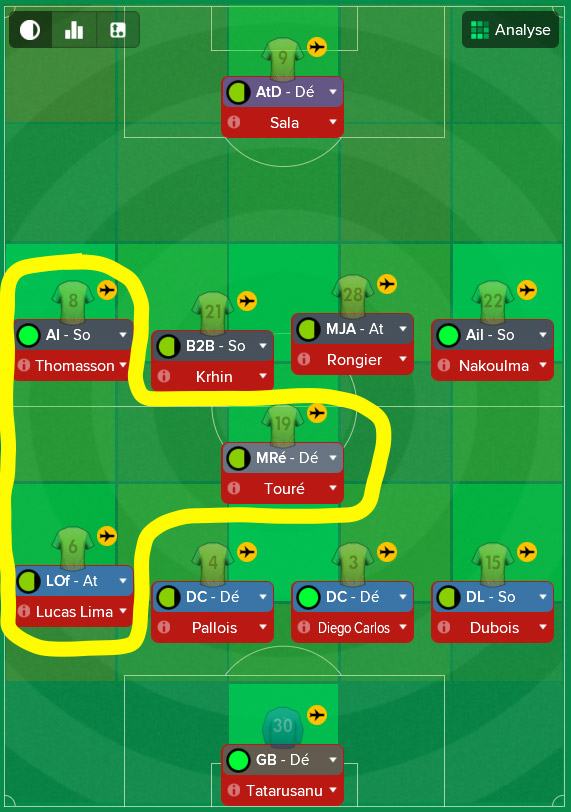 Analyse
9
AtD - Dé
Sala
8
AI - So
Thomasson
21
B2B - So
Krhin
28
MJA - At
Rongier
22
Ail - So
Nakoulma
19
MRé - Dé
Touré
6
LOf - At
Lucas Lima
4
DC - Dé
Pallois
3
DC - Dé
Diego Carlos
15
DL - So
Dubois
30
GB - Dé
Tatarusanu